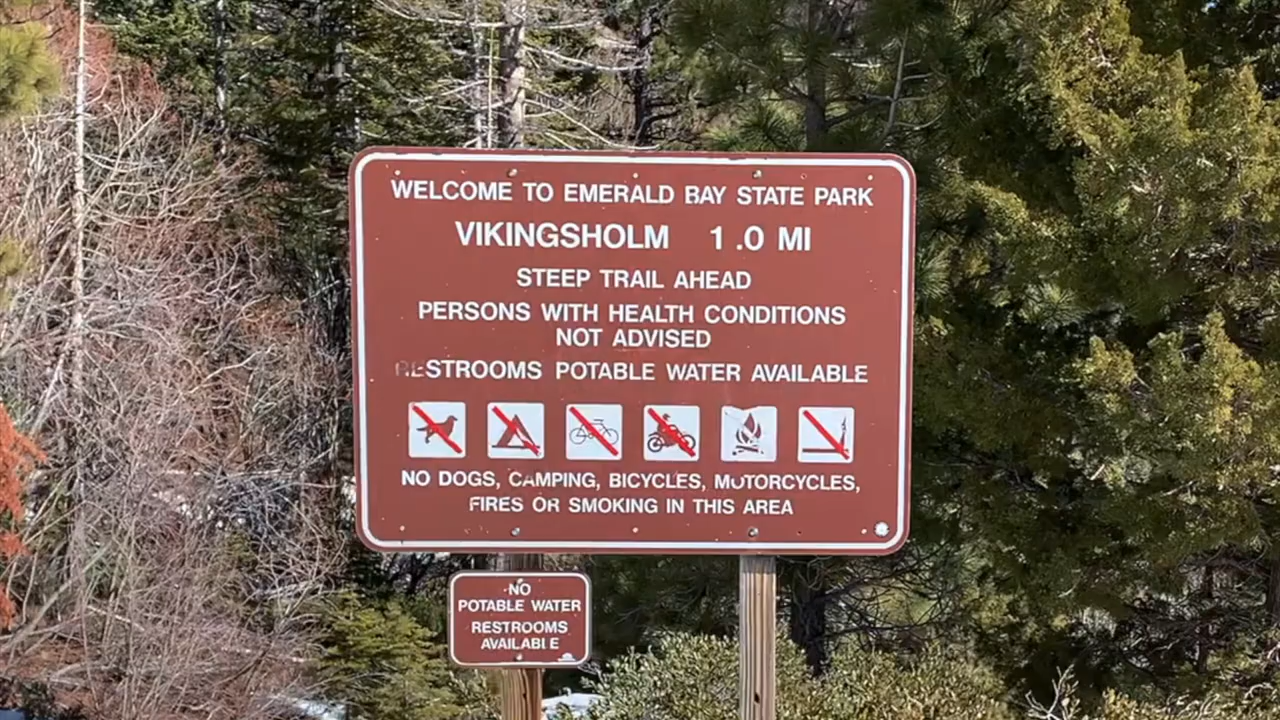 WELCOME TO EMERALD BAY STATE PARK
VIKINGSHOLM 1.0 MI
STEEP TRAIL AHEAD
PERSONS WITH HEALTH CONDITIONS
NOT ADVISED
RESTROOMS POTABLE WATER AVAILABLE
NO DOGS, CAMPING, BICYCLES, MOTORCYCLES,
FIRES OR SMOKING IN THIS AREA
NO
POTABLE WATER
RESTROOMS
AVAILABLE